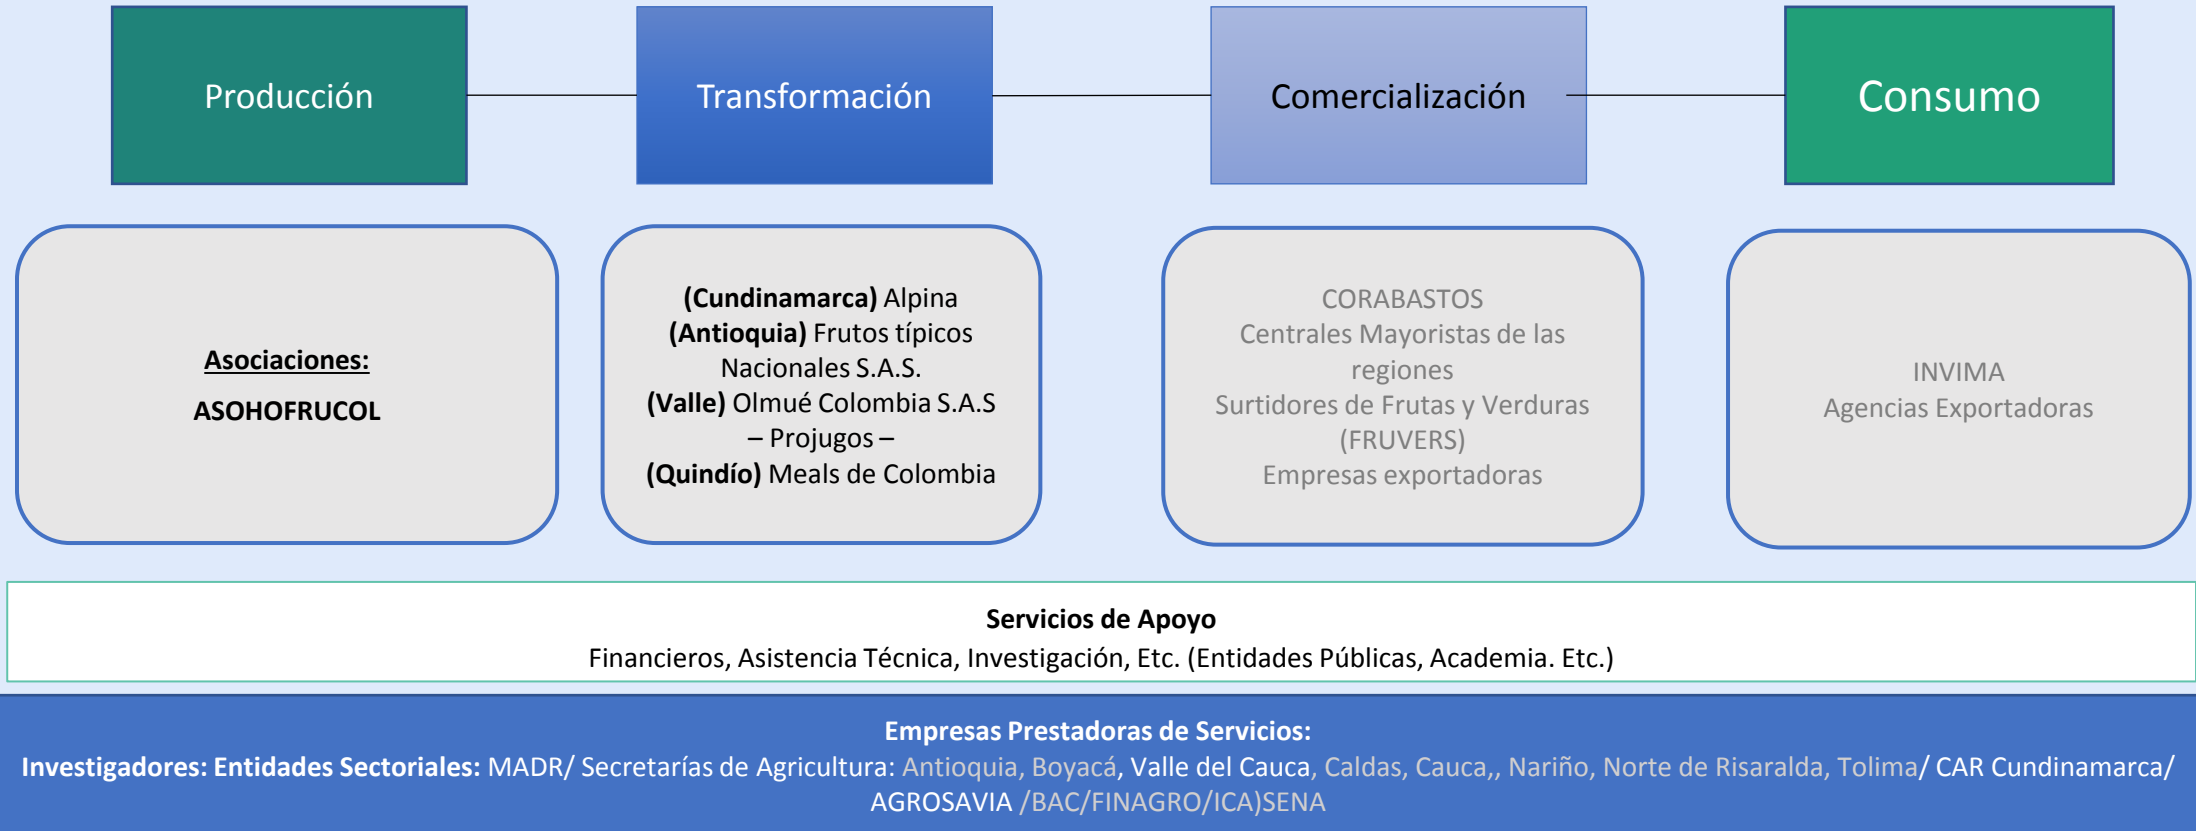 Producción
Transformación
Comercialización
Consumo
Asociaciones:
ASOHOFRUCOL
(Cundinamarca) Alpina
(Antioquia) Frutos típicos
Nacionales S.A.S.
(Valle) Olmué Colombia S.A.S
– Projugos –
(Quindío) Meals de Colombia
CORABASTOS
Centrales Mayoristas de las
regiones
Surtidores de Frutas y Verduras
(FRUVERS)
Empresas exportadoras
INVIMA
Agencias Exportadoras
Servicios de Apoyo
Financieros, Asistencia Técnica, Investigación, Etc. (Entidades Públicas, Academia. Etc.)
Empresas Prestadoras de Servicios:
Investigadores: Entidades Sectoriales: MADR/ Secretarías de Agricultura: Antioquia, Boyacá, Valle del Cauca, Caldas, Cauca,, Nariño, Norte de Risaralda, Tolima/ CAR Cundinamarca/
AGROSAVIA /BAC/FINAGRO/ICA)SENA